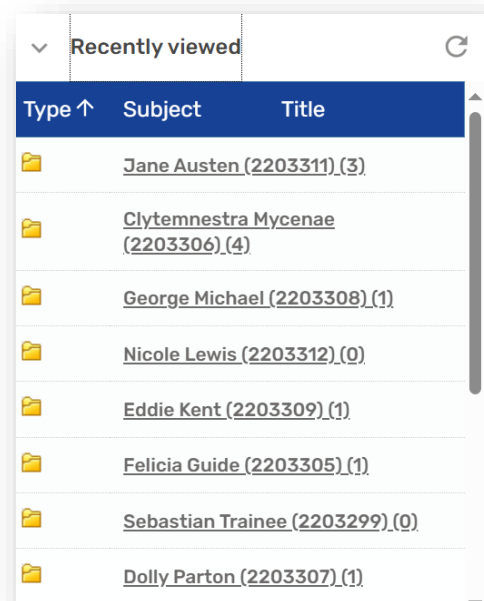 Recently viewed
Type↑ Subject Title
Jane Austen (2203311) (3)
Clytemnestra Mycenae
(2203306) (4)
George Michael (2203308) (1)
Nicole Lewis (2203312) (0)
Eddie Kent (2203309) (1)
Felicia Guide (2203305) (1)
Sebastian Trainee (2203299) (0)
Dolly Parton (2203307) (1)